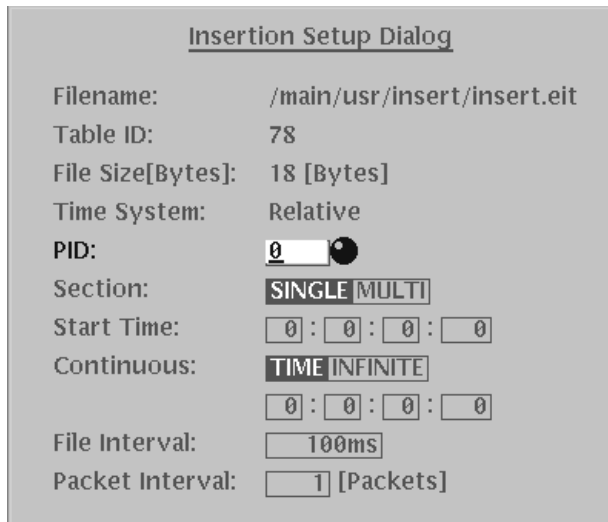 Insertion Setup Dialog
Filename: /main/usr/insert/insert.eit
Table ID: 78
File Size[Bytes]: 18 [Bytes]
Time System: Relative
PID: 0
Section: SINGLE MULTI
Start Time: 0 : 0 : 0 : 0
Continuous: TIME INFINITE
0 : 0 : 0 : 0
File Interval: 100ms
Packet Interval: 1 [Packets]